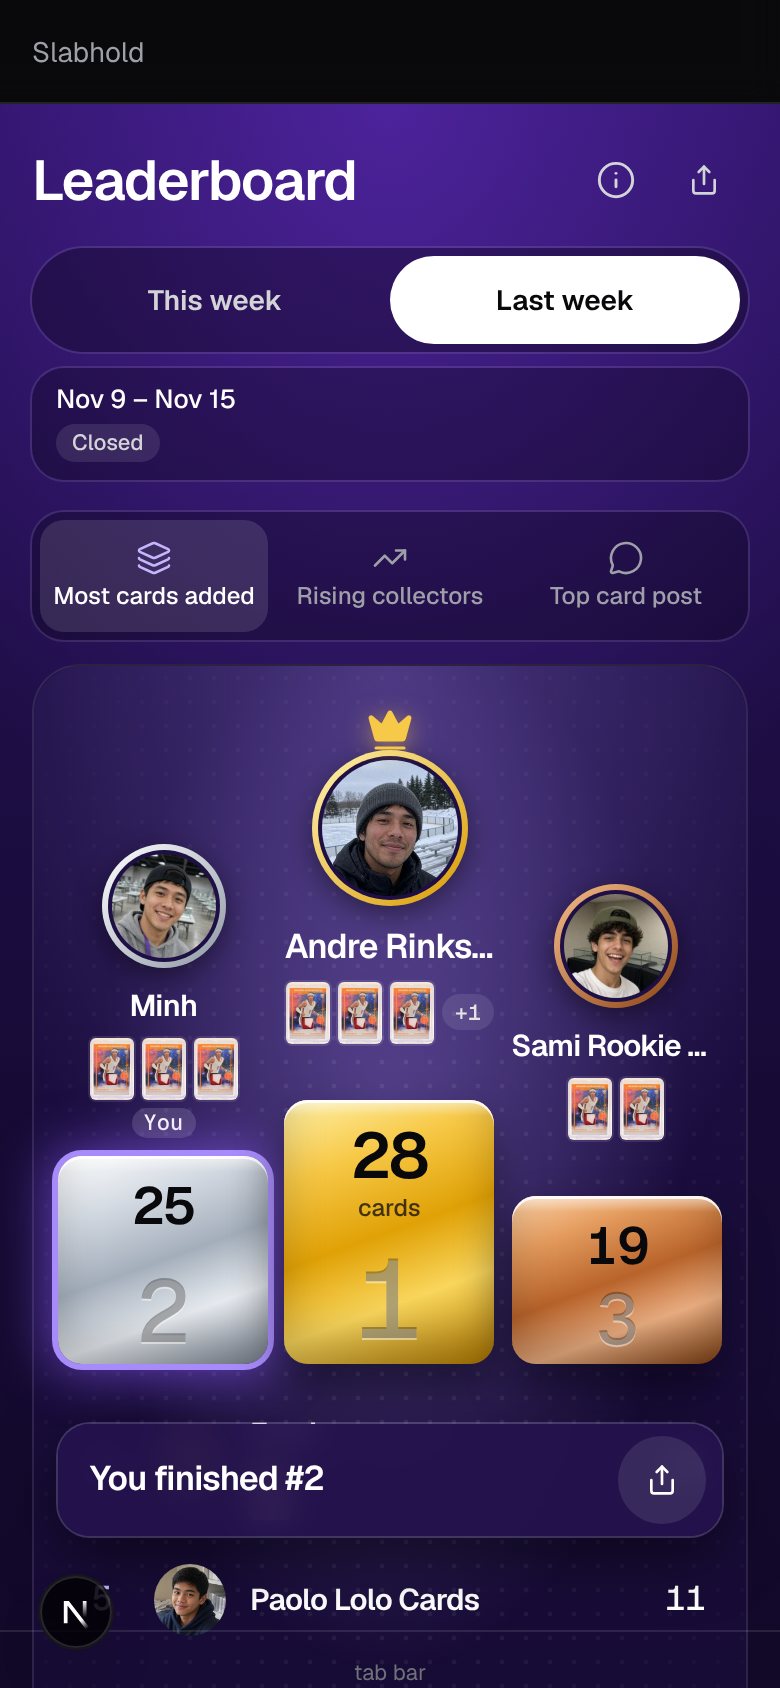 Slabhold
Leaderboard
This week
Last week
Nov 9 – Nov 15
Closed
Most cards added
Rising collectors
Top card post
Andre Rinks...
+1
Minh
You
Sami Rookie ...
28
cards
1
25
2
19
3
You finished #2
5
Paolo Lolo Cards
11
N
tab bar